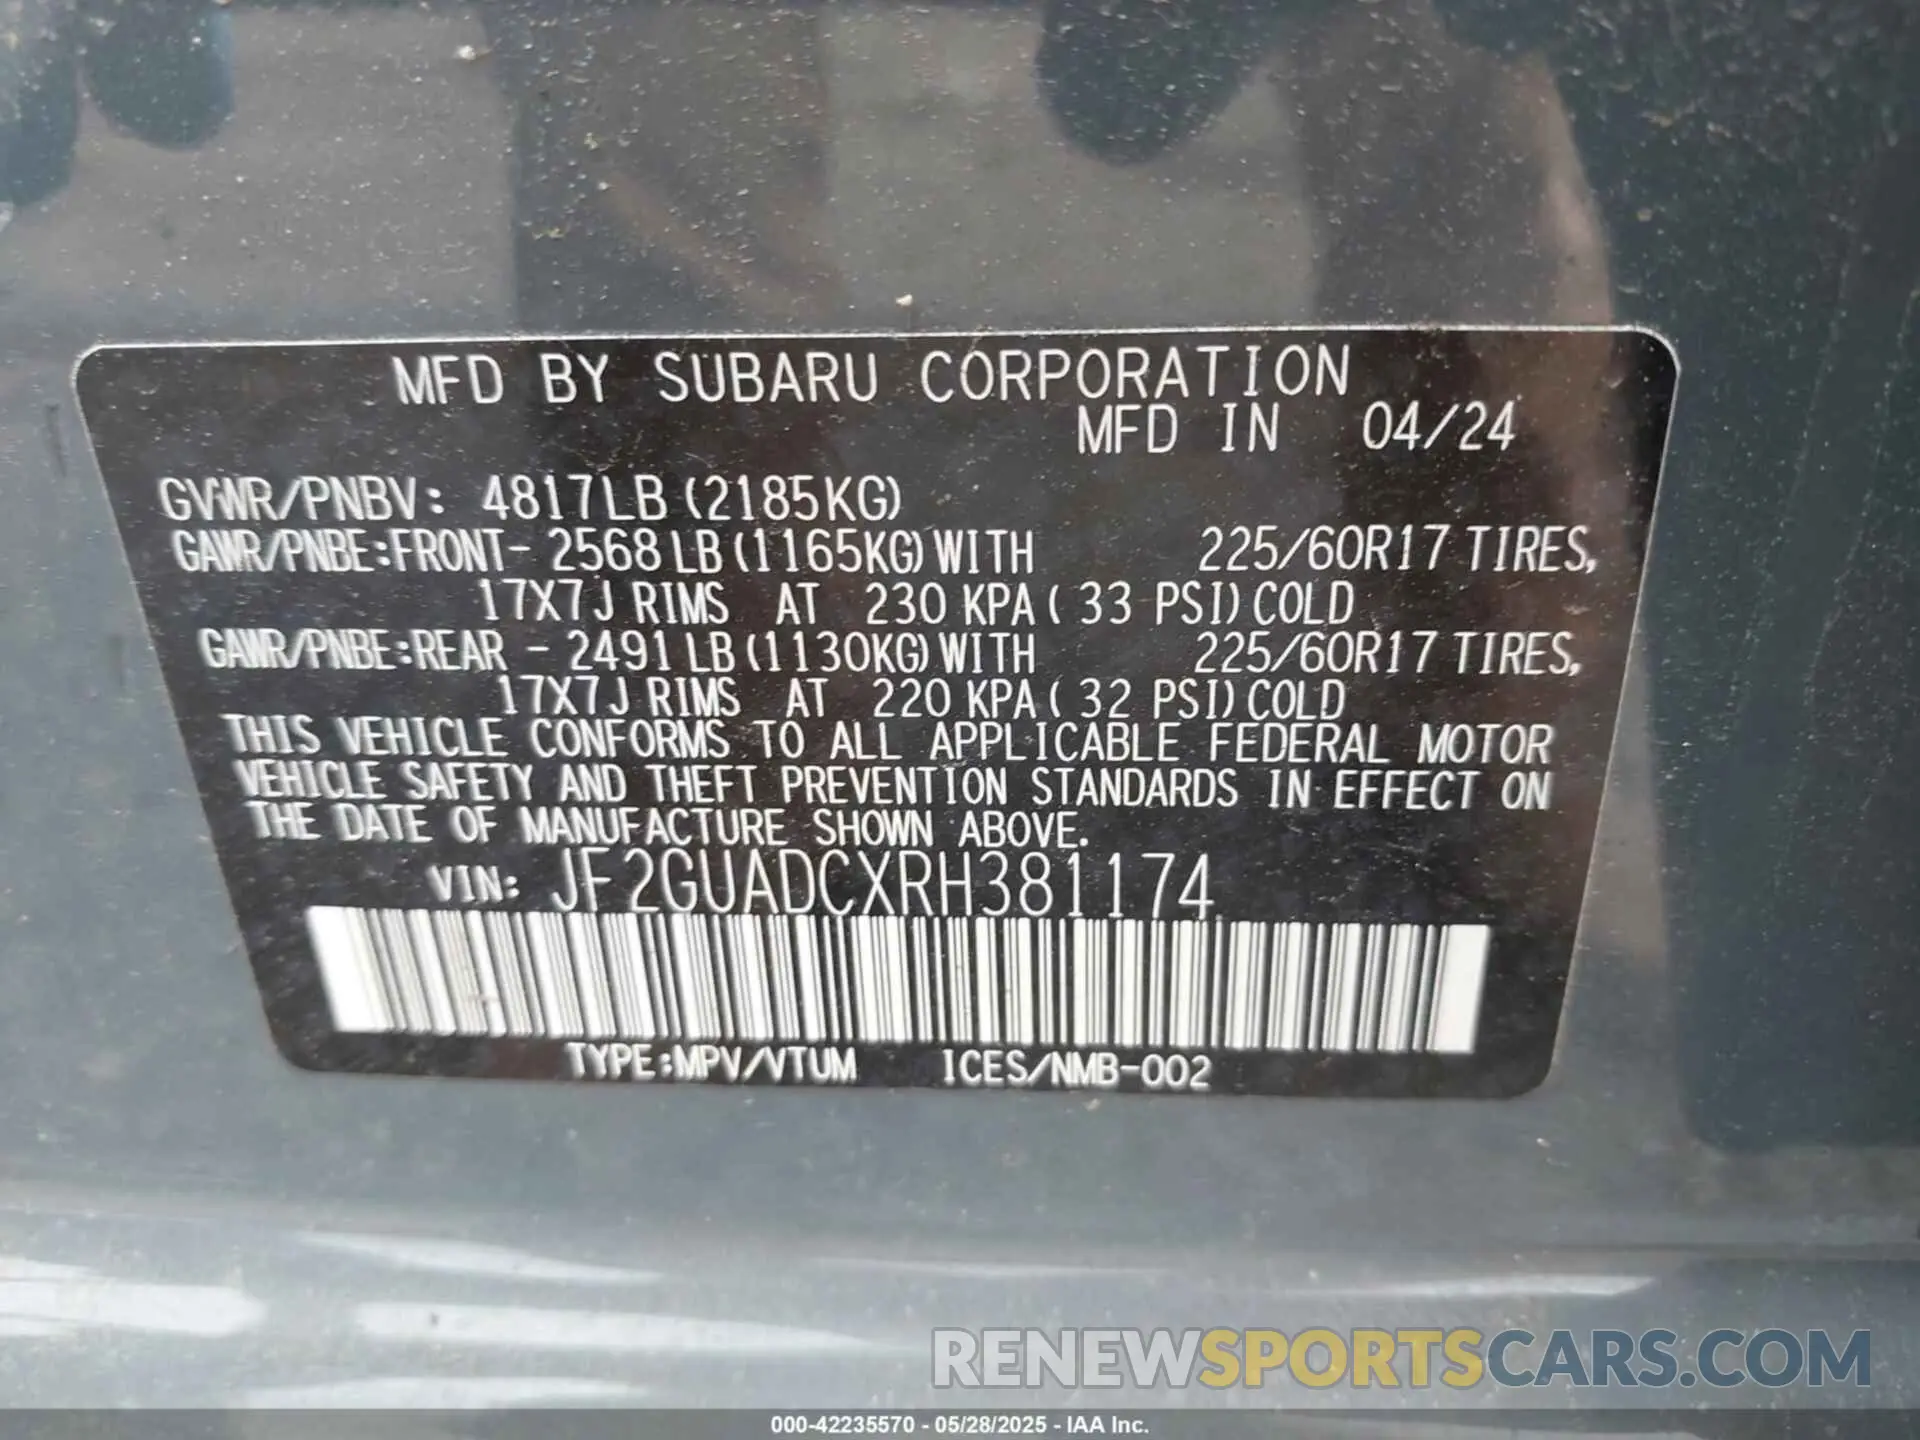 MFD BY SUBARU CORPORATION
MFD IN 04/24
GVWR/PNBV: 4817LB (2185KG)
GAWR/PNBE:FRONT- 2568 LB (1165KG) WITH 225/60R17 TIRES,
17X7J RIMS AT 230 KPA ( 33 PSI) COLD
GAWR/PNBE:REAR - 2491 LB (1130KG) WITH 225/60R17 TIRES,
17X7J RIMS AT 220 KPA ( 32 PSI) COLD
THIS VEHICLE CONFORMS TO ALL APPLICABLE FEDERAL MOTOR
VEHICLE SAFETY AND THEFT PREVENTION STANDARDS IN EFFECT ON
THE DATE OF MANUFACTURE SHOWN ABOVE.
VIN: JF2GUADCXRH381174
TYPE:MPV/VTUM ICES/NMB-002
RENEWSPORTSCARS.COM
000-42235570 - 05/28/2025 - IAA Inc.